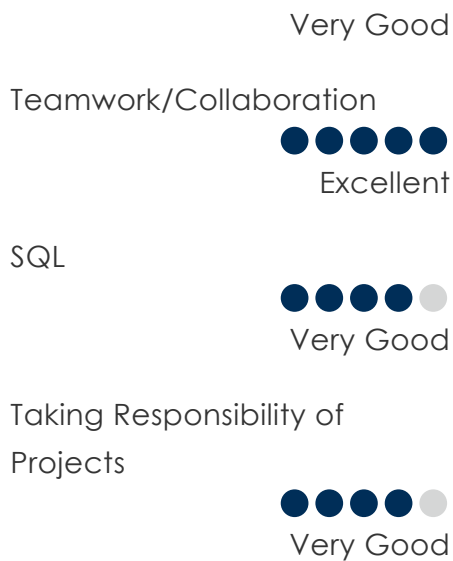 Very Good
Teamwork/Collaboration
Excellent
SQL
Very Good
Taking Responsibility of
Projects
Very Good